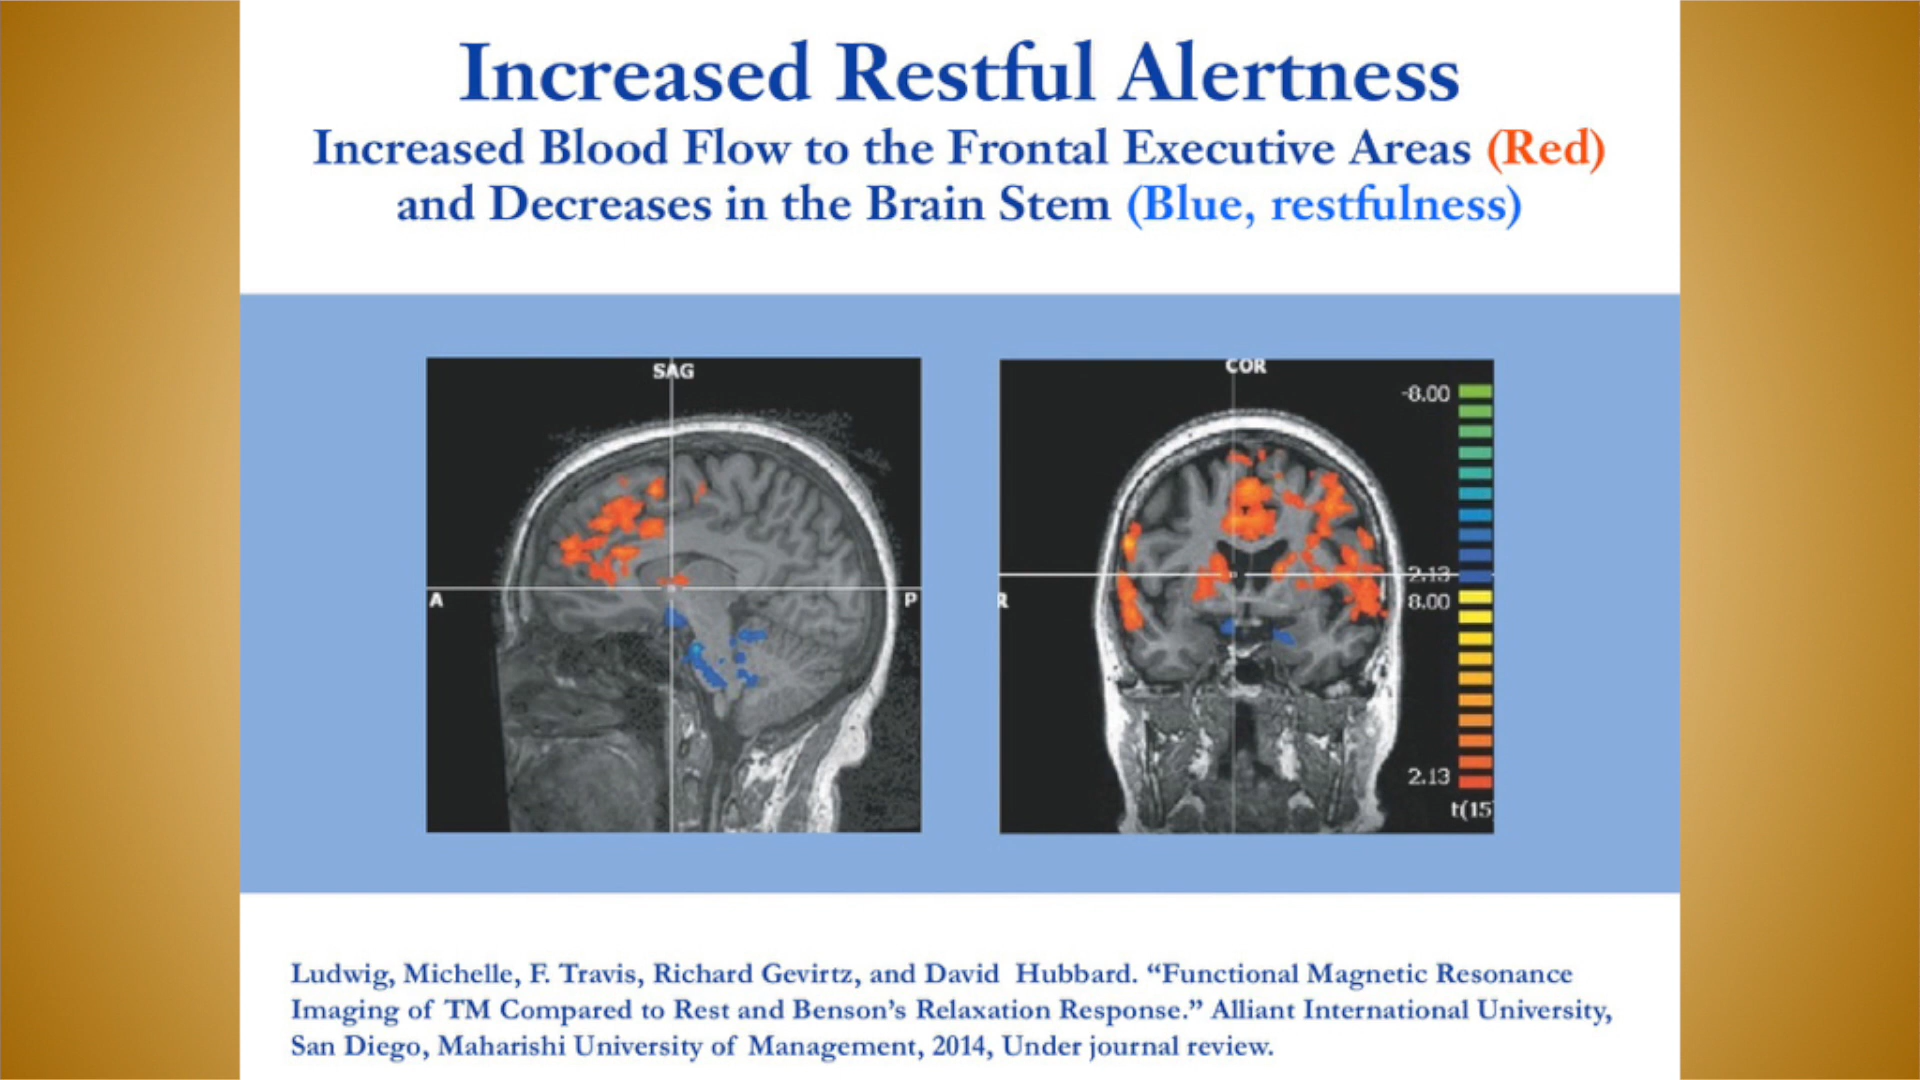 Increased Restful Alertness
Increased Blood Flow to the Frontal Executive Areas (Red)
and Decreases in the Brain Stem (Blue, restfulness)
SAG
A
P
COR
R
-8.00
-2.13
8.00
2.13
t(15
Ludwig, Michelle, F. Travis, Richard Gevirtz, and David Hubbard. “Functional Magnetic Resonance
Imaging of TM Compared to Rest and Benson’s Relaxation Response.” Alliant International University,
San Diego, Maharishi University of Management, 2014, Under journal review.